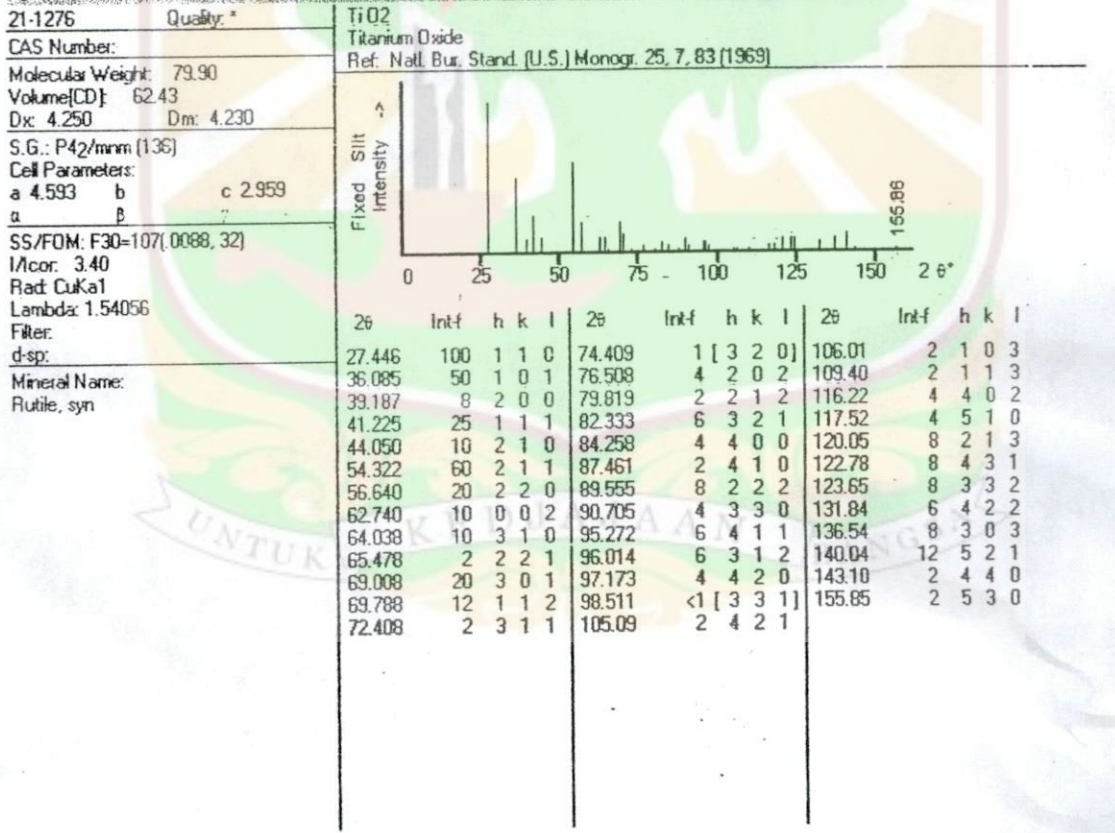 21-1276 Quality: *
CAS Number:
Molecular Weight: 79.90
Volume[CD]: 62.43
Dx: 4.250 Dm: 4.230
S.G.: P42/mnm (136)
Cell Parameters:
a 4.593 b c 2.959
α β
SS/FOM: F30=107(.0088, 32)
I/Icor: 3.40
Rad: CuKa1
Lambda: 1.54056
Filter:
d-sp:
Mineral Name:
Rutile, syn
TiO2
Titanium Oxide
Ref: Natl. Bur. Stand. (U.S.) Monogr. 25, 7, 83 (1969)
Fixed Slit
Intensity ->
155.86
0 25 50 75 100 125 150 2θ°
2θ Int-f h k l
27.446 100 1 1 0
36.085 50 1 0 1
39.187 8 2 0 0
41.225 25 1 1 1
44.050 10 2 1 0
54.322 60 2 1 1
56.640 20 2 2 0
62.740 10 0 0 2
64.038 10 3 1 0
65.478 2 2 2 1
69.008 20 3 0 1
69.788 12 1 1 2
72.408 2 3 1 1
2θ Int-f h k l
74.409 1 [ 3 2 0]
76.508 4 2 0 2
79.819 2 2 1 2
82.333 6 3 2 1
84.258 4 4 0 0
87.461 2 4 1 0
89.555 8 2 2 2
90.705 4 3 3 0
95.272 6 4 1 1
96.014 6 3 1 2
97.173 4 4 2 0
98.511 <1 [ 3 3 1]
105.09 2 4 2 1
2θ Int-f h k l
106.01 2 1 0 3
109.40 2 1 1 3
116.22 4 4 0 2
117.52 4 5 1 0
120.05 8 2 1 3
122.78 8 4 3 1
123.65 8 3 3 2
131.84 6 4 2 2
136.54 8 3 0 3
140.04 12 5 2 1
143.10 2 4 4 0
155.85 2 5 3 0
UNTUK KEDJAJAAN BANGSA